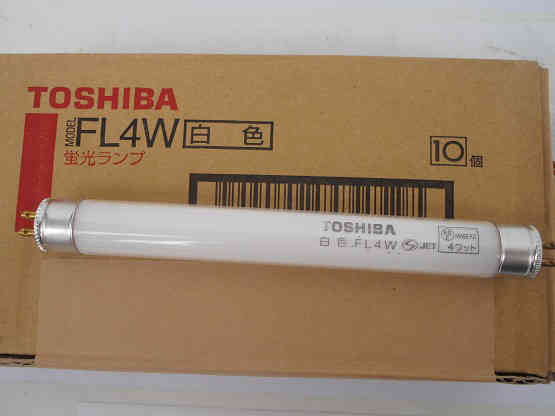 TOSHIBA
MODEL FL4W 白色
蛍光ランプ
10個
TOSHIBA
白色 FL4W S JET
4ワット